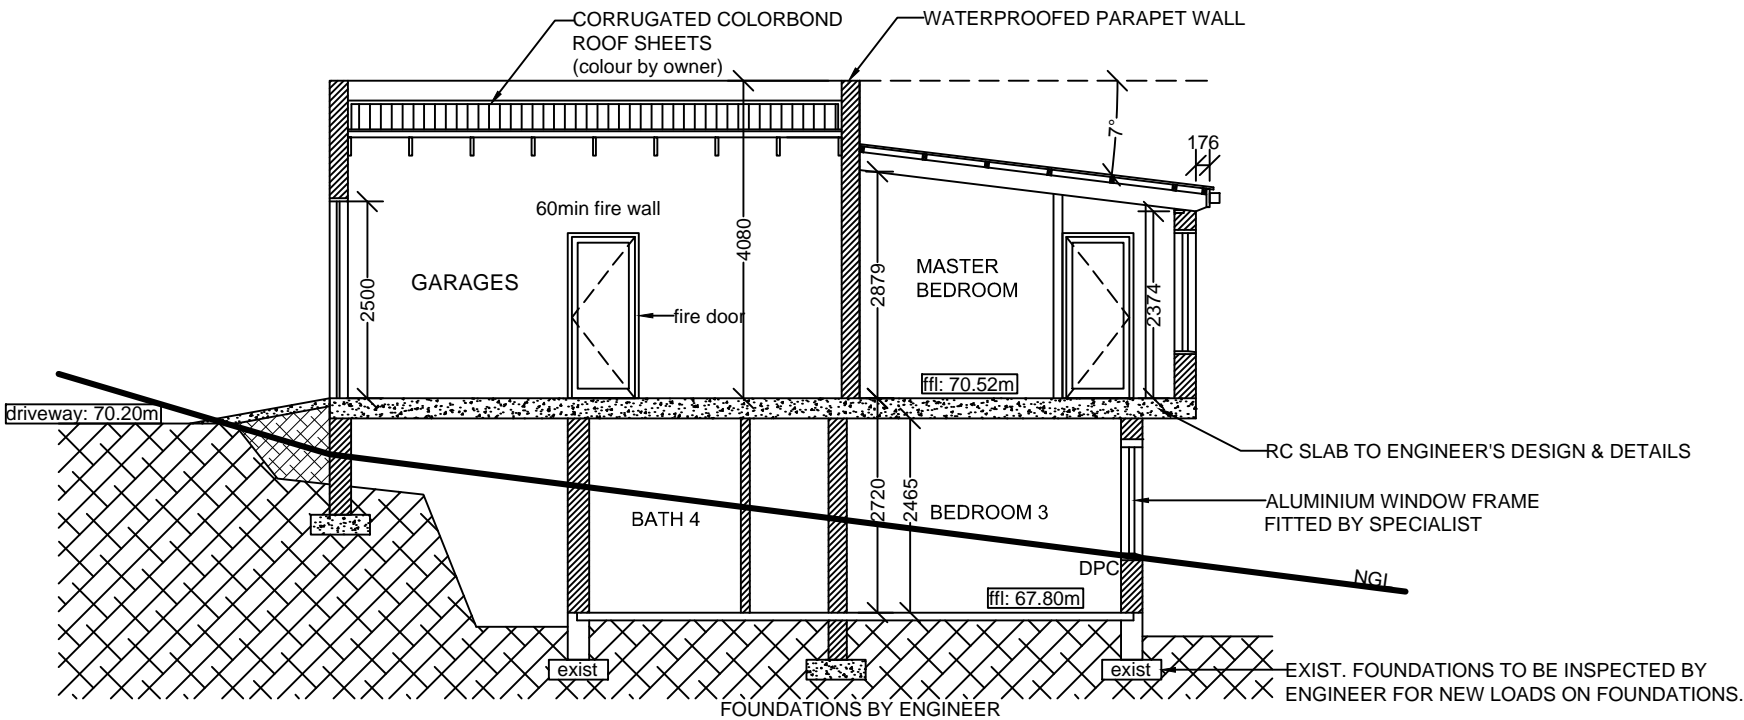 CORRUGATED COLORBOND
ROOF SHEETS
(colour by owner)
WATERPROOFED PARAPET WALL
7°
176
60min fire wall
4080
GARAGES
2500
fire door
2879
MASTER
BEDROOM
2374
ffl: 70.52m
driveway: 70.20m
RC SLAB TO ENGINEER'S DESIGN & DETAILS
BATH 4
2720
2465
BEDROOM 3
ALUMINIUM WINDOW FRAME
FITTED BY SPECIALIST
DPC
NGL
ffl: 67.80m
exist
exist
EXIST. FOUNDATIONS TO BE INSPECTED BY
ENGINEER FOR NEW LOADS ON FOUNDATIONS.
FOUNDATIONS BY ENGINEER